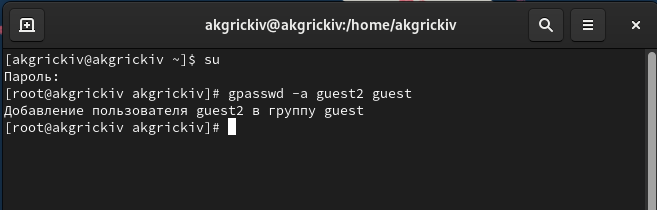 akgrickiv@akgrickiv:/home/akgrickiv
[akgrickiv@akgrickiv ~]$ su
Пароль:
[root@akgrickiv akgrickiv]# gpasswd -a guest2 guest
Добавление пользователя guest2 в группу guest
[root@akgrickiv akgrickiv]#